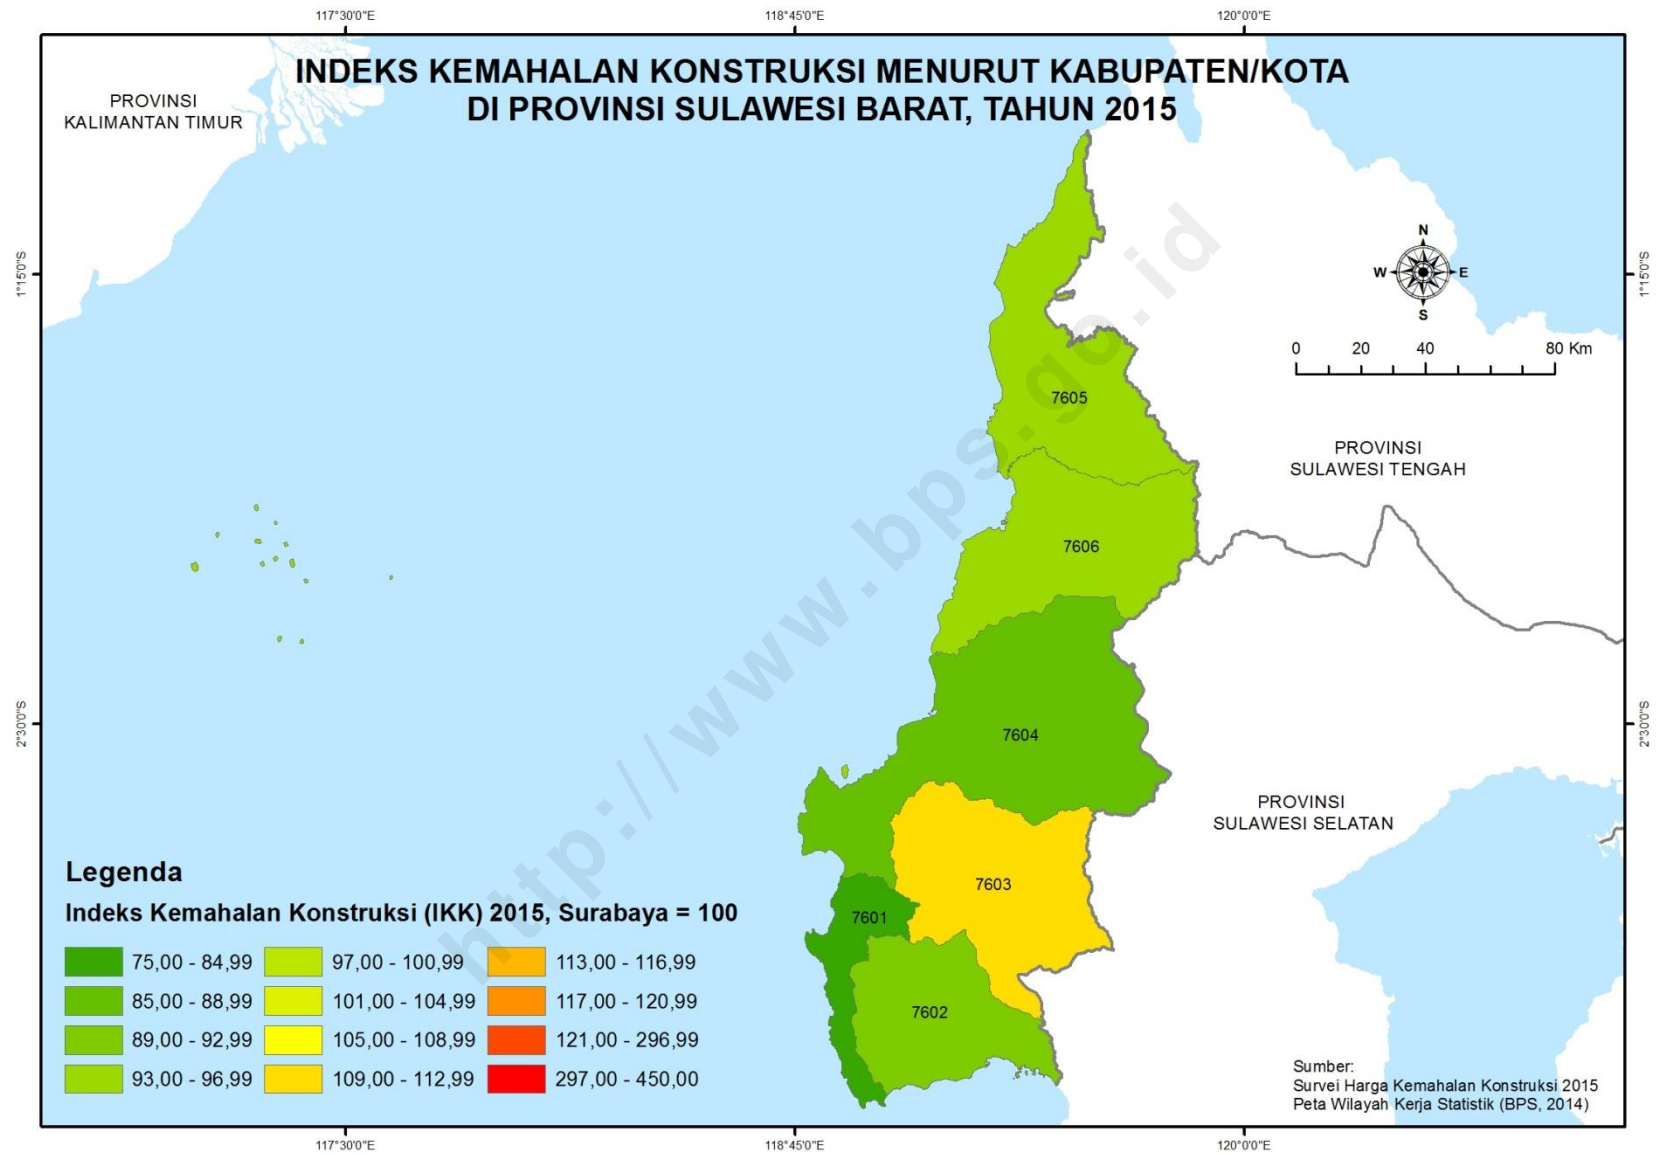 117°30'0"E
118°45'0"E
120°0'0"E
INDEKS KEMAHALAN KONSTRUKSI MENURUT KABUPATEN/KOTA
DI PROVINSI SULAWESI BARAT, TAHUN 2015
PROVINSI
KALIMANTAN TIMUR
N
W
E
S
1°15'0"S
1°15'0"S
0
20
40
80 Km
7605
PROVINSI
SULAWESI TENGAH
7606
http://www.bps.go.id
2°30'0"S
2°30'0"S
7604
PROVINSI
SULAWESI SELATAN
7603
7601
7602
Legenda
Indeks Kemahalan Konstruksi (IKK) 2015, Surabaya = 100
75,00 - 84,99
97,00 - 100,99
113,00 - 116,99
85,00 - 88,99
101,00 - 104,99
117,00 - 120,99
89,00 - 92,99
105,00 - 108,99
121,00 - 296,99
93,00 - 96,99
109,00 - 112,99
297,00 - 450,00
Sumber:
Survei Harga Kemahalan Konstruksi 2015
Peta Wilayah Kerja Statistik (BPS, 2014)
117°30'0"E
118°45'0"E
120°0'0"E